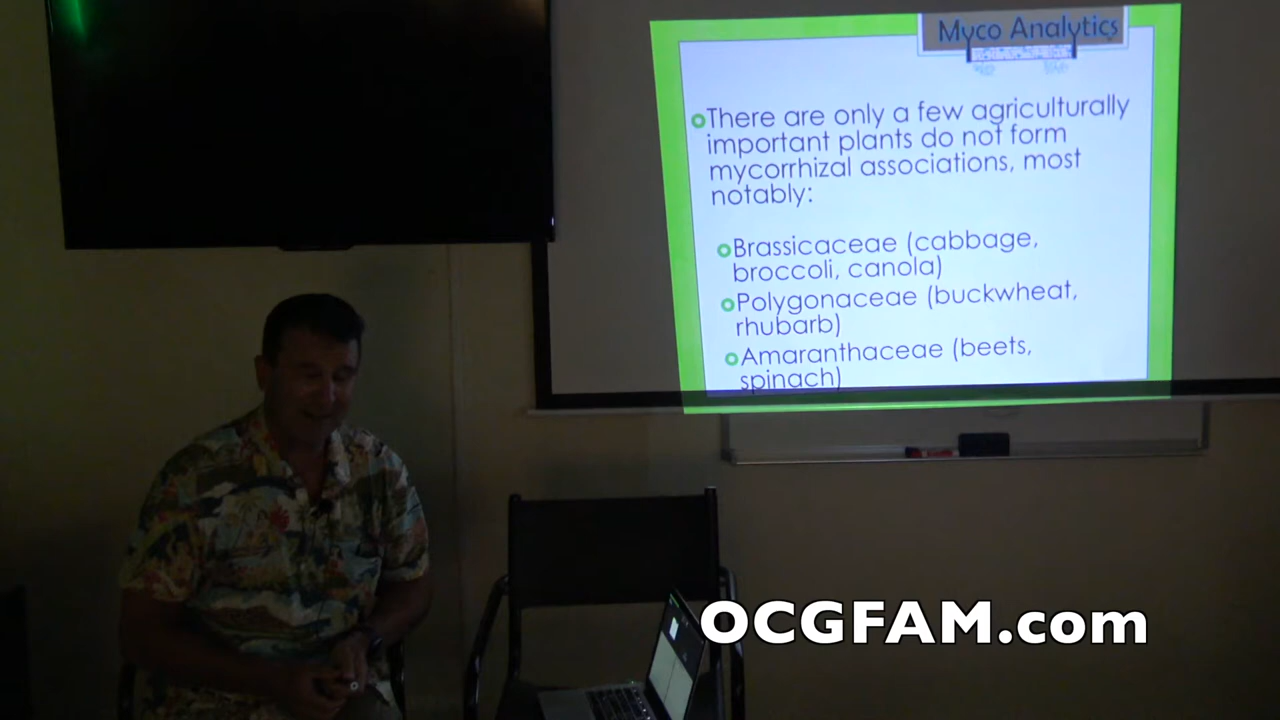 Myco Analytics
There are only a few agriculturally
important plants do not form
mycorrhizal associations, most
notably:
Brassicaceae (cabbage,
broccoli, canola)
Polygonaceae (buckwheat,
rhubarb)
Amaranthaceae (beets,
spinach)
OCGFAM.com